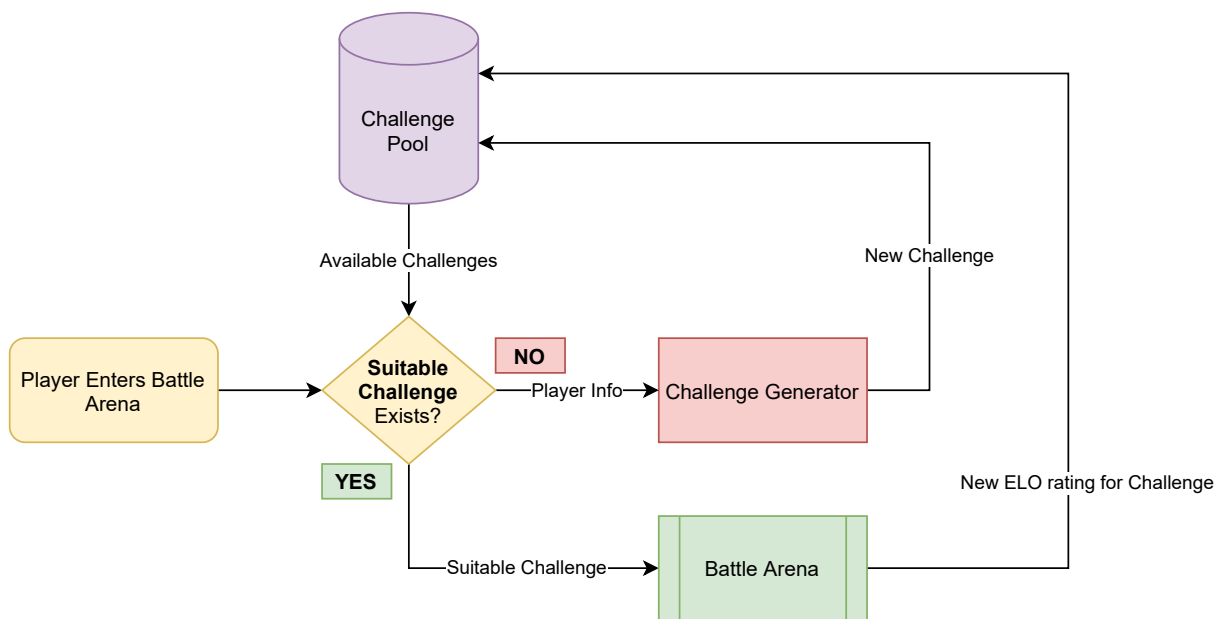 Challenge
Pool
Available Challenges
New Challenge
Player Enters Battle
Arena
Suitable
Challenge
Exists?
NO
Player Info
Challenge Generator
YES
New ELO rating for Challenge
Suitable Challenge
Battle Arena